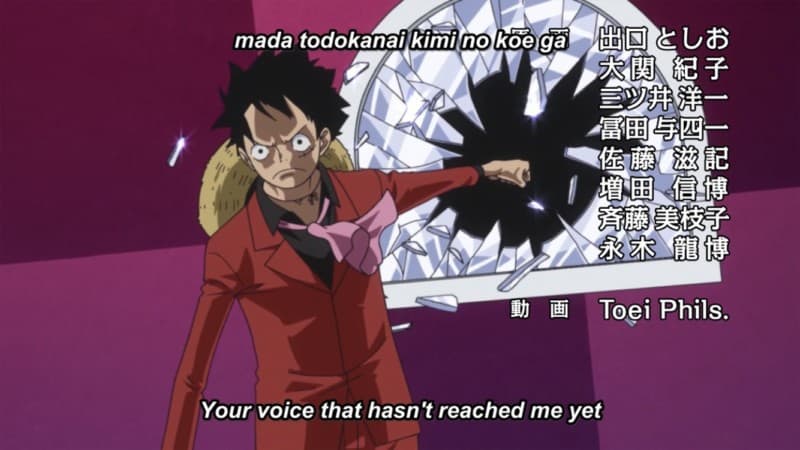 mada todokanai kimi no koe ga
原 画 出口 としお
大関 紀子
三ツ井 洋一
冨田 与四一
佐藤 滋記
増田 信博
斉藤 美枝子
永木 龍博
動 画 Toei Phils.
Your voice that hasn't reached me yet